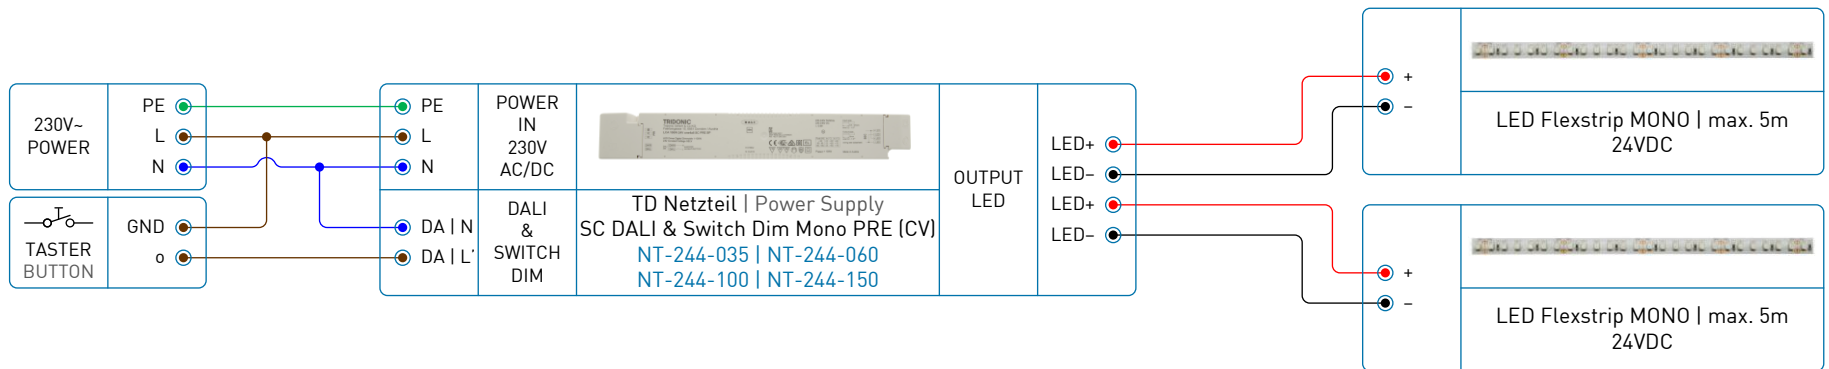 230V~
POWER
PE
L
N
TASTER
BUTTON
GND
o
PE
L
N
DA | N
DA | L'
POWER
IN
230V
AC/DC
DALI
&
SWITCH
DIM
TRIDONIC
TD Netzteil | Power Supply
SC DALI & Switch Dim Mono PRE (CV)
NT-244-035 | NT-244-060
NT-244-100 | NT-244-150
OUTPUT
LED
LED+
LED−
LED+
LED−
+
−
LED Flexstrip MONO | max. 5m
24VDC
+
−
LED Flexstrip MONO | max. 5m
24VDC